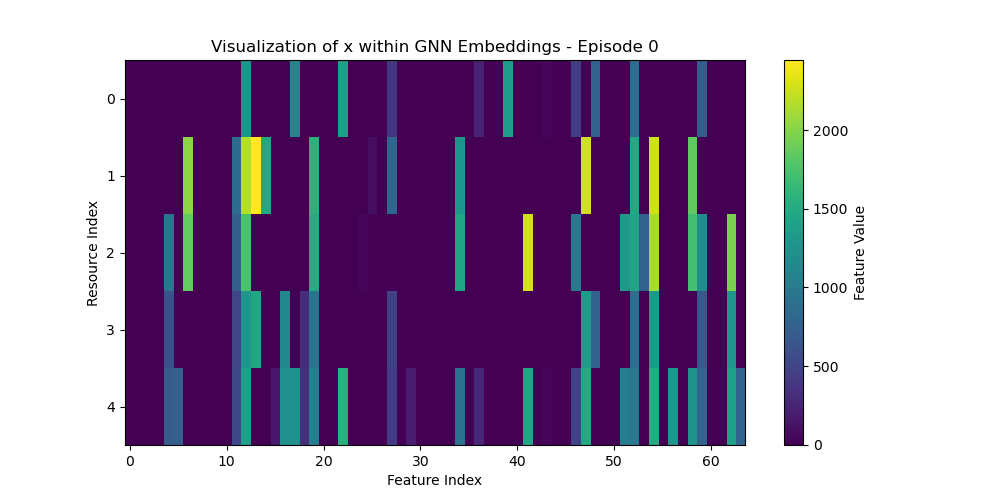 Visualization of x within GNN Embeddings - Episode 0
Resource Index
0
1
2
3
4
0 10 20 30 40 50 60
Feature Index
2000
1500
1000
500
0
Feature Value